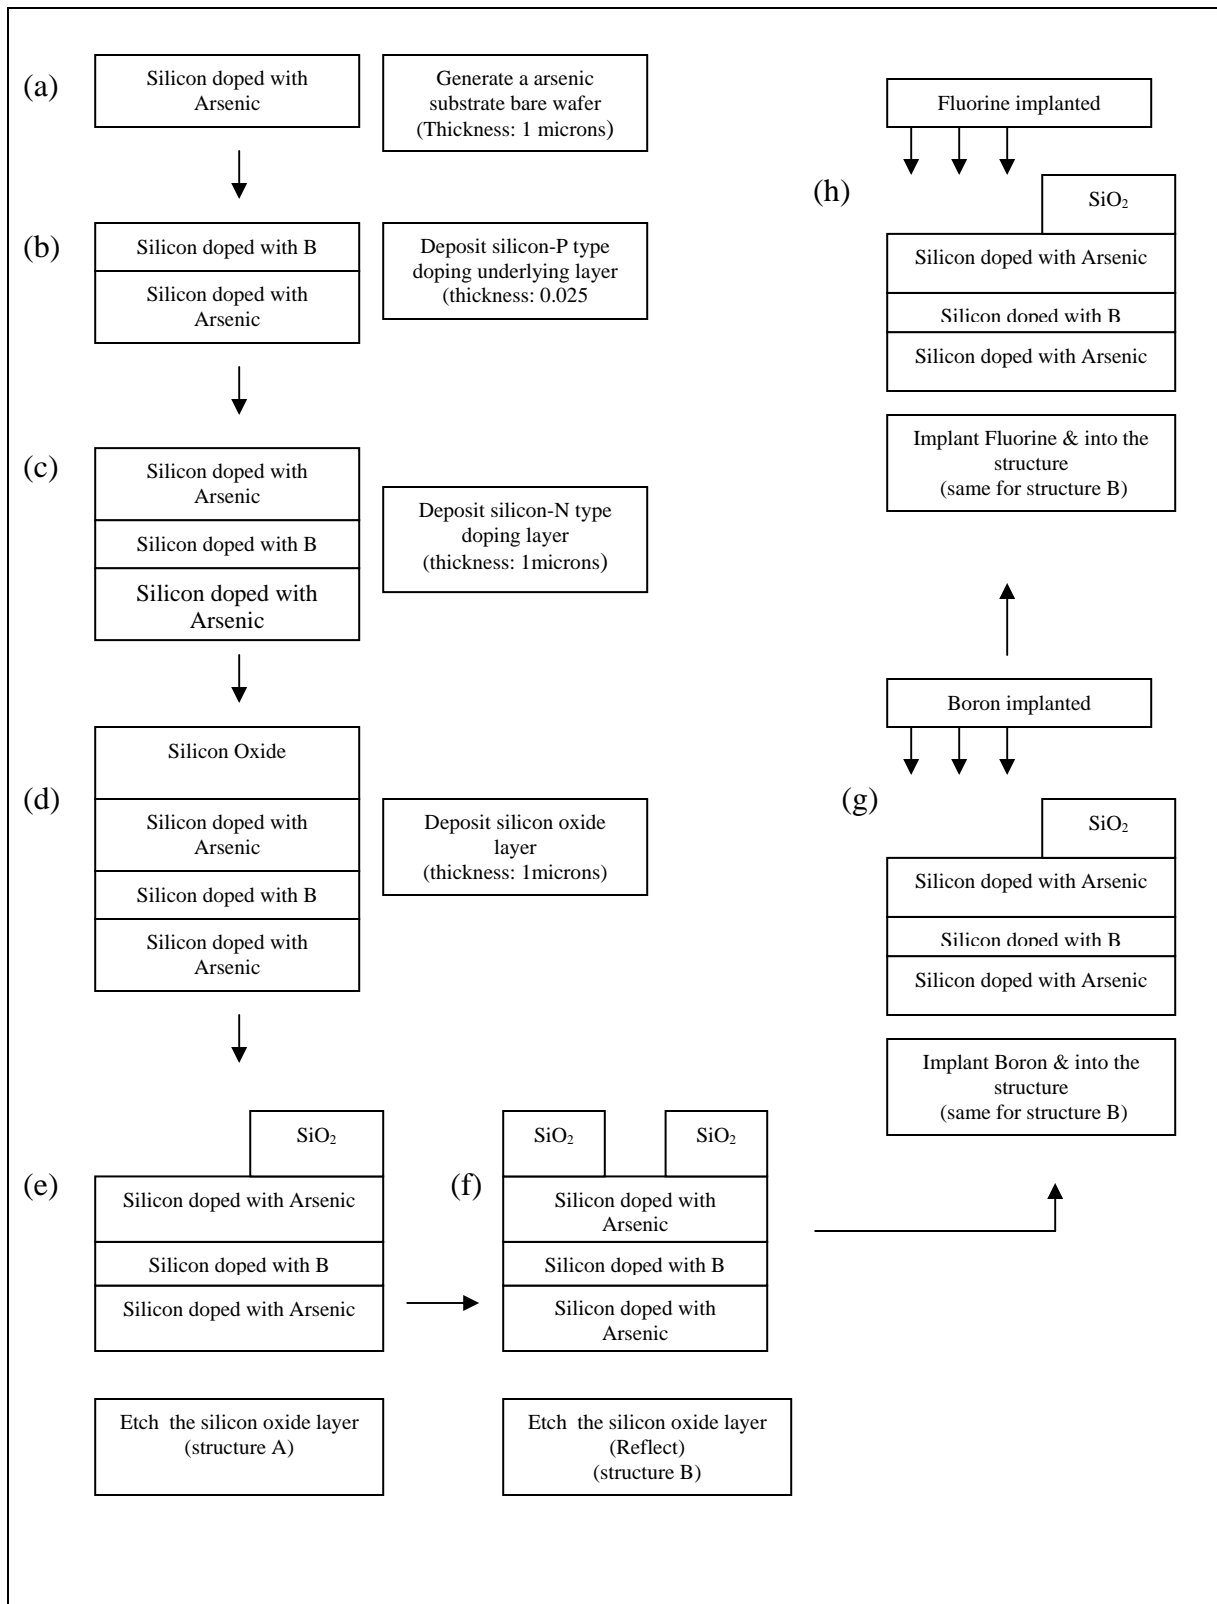 (a)
Silicon doped with
Arsenic
Generate a arsenic
substrate bare wafer
(Thickness: 1 microns)
(b)
Silicon doped with B
Silicon doped with
Arsenic
Deposit silicon-P type
doping underlying layer
(thickness: 0.025
(c)
Silicon doped with
Arsenic
Silicon doped with B
Silicon doped with
Arsenic
Deposit silicon-N type
doping layer
(thickness: 1microns)
(d)
Silicon Oxide
Silicon doped with
Arsenic
Silicon doped with B
Silicon doped with
Arsenic
Deposit silicon oxide
layer
(thickness: 1microns)
(e)
SiO₂
Silicon doped with Arsenic
Silicon doped with B
Silicon doped with Arsenic
Etch the silicon oxide layer
(structure A)
(f)
SiO₂
SiO₂
Silicon doped with
Arsenic
Silicon doped with B
Silicon doped with
Arsenic
Etch the silicon oxide layer
(Reflect)
(structure B)
Boron implanted
(g)
SiO₂
Silicon doped with Arsenic
Silicon doped with B
Silicon doped with Arsenic
Implant Boron & into the
structure
(same for structure B)
Fluorine implanted
(h)
SiO₂
Silicon doped with Arsenic
Silicon doped with B
Silicon doped with Arsenic
Implant Fluorine & into the
structure
(same for structure B)